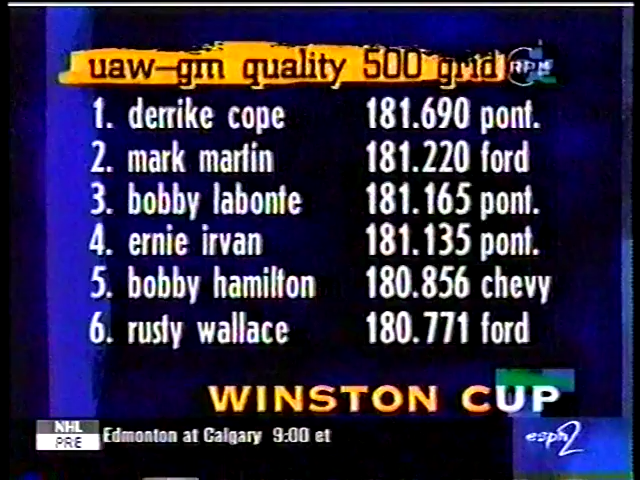 uaw-gm quality 500 grid RPM
1. derrike cope 181.690 pont.
2. mark martin 181.220 ford
3. bobby labonte 181.165 pont.
4. ernie irvan 181.135 pont.
5. bobby hamilton 180.856 chevy
6. rusty wallace 180.771 ford
WINSTON CUP
NHL
PRE
Edmonton at Calgary 9:00 et
espn2